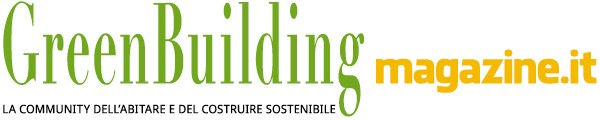 GreenBuilding magazine.it
LA COMMUNITY DELL'ABITARE E DEL COSTRUIRE SOSTENIBILE